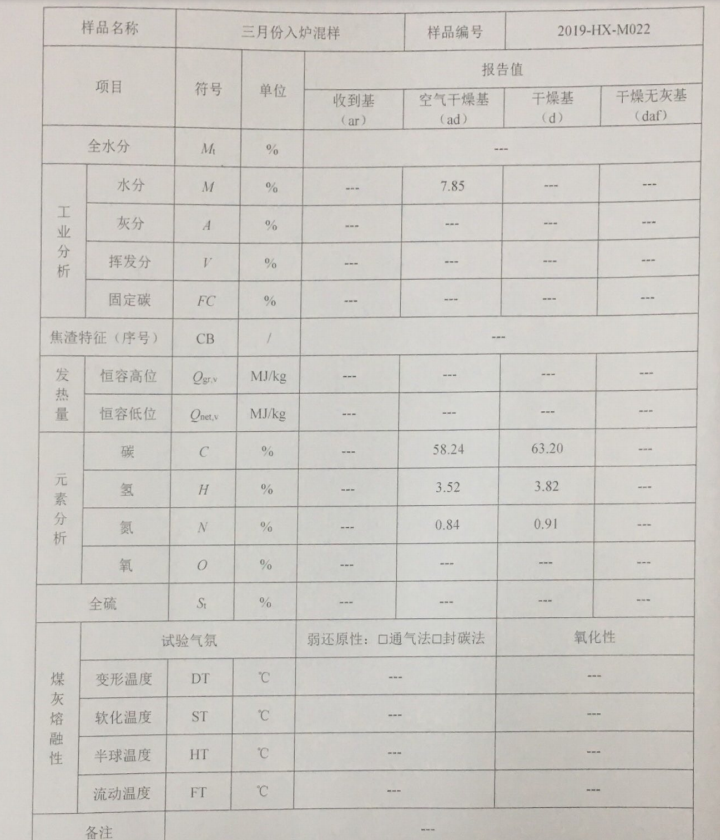 样品名称 三月份入炉混样 样品编号 2019-HX-M022
项目 符号 单位 报告值
收到基 空气干燥基 干燥基 干燥无灰基
（ar） （ad） （d） （daf）
全水分 Mt % ---
工业分析
水分 M % --- 7.85 --- ---
灰分 A % --- --- --- ---
挥发分 V % --- --- --- ---
固定碳 FC % --- --- --- ---
焦渣特征（序号） CB / ---
发热量
恒容高位 Qgr,v MJ/kg --- --- --- ---
恒容低位 Qnet,v MJ/kg --- --- --- ---
元素分析
碳 C % --- 58.24 63.20 ---
氢 H % --- 3.52 3.82 ---
氮 N % --- 0.84 0.91 ---
氧 O % --- --- --- ---
全硫 St % --- --- --- ---
煤灰熔融性
试验气氛 弱还原性：□通气法□封碳法 氧化性
变形温度 DT ℃ --- ---
软化温度 ST ℃ --- ---
半球温度 HT ℃ --- ---
流动温度 FT ℃ --- ---
备注 ---